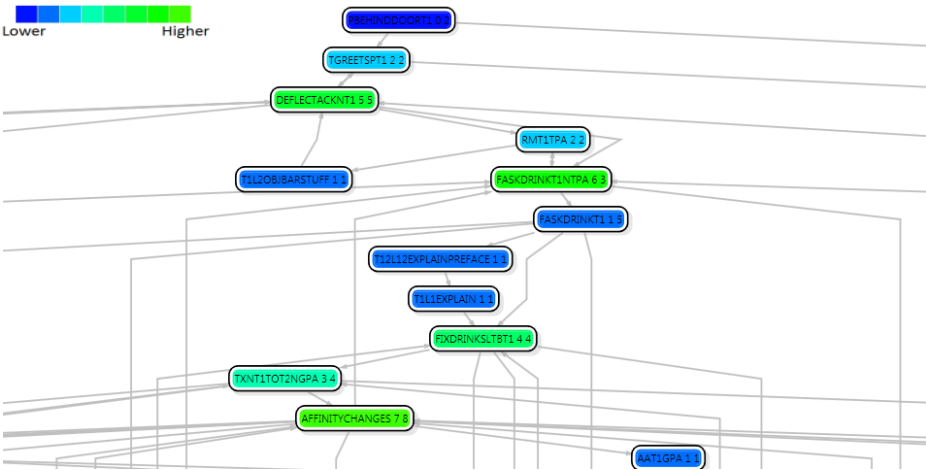 Lower
Higher
PBEHINDDOORT1 0 2
TGREETSPT1 2 2
DEFLECTACKNT1 5 5
RMT1TPA 2 2
T1L2OBJBARSTUFF 1 1
FASKDRINKT1NTPA 6 3
FASKDRINKT1 1 3
T12L12EXPLAINPREFACE 1 1
T1L1EXPLAIN 1 1
FIXDRINKSLTBT1 4 4
TXNT1TOT2NGPA 3 4
AFFINITYCHANGES 7 8
AAT1GPA 1 1